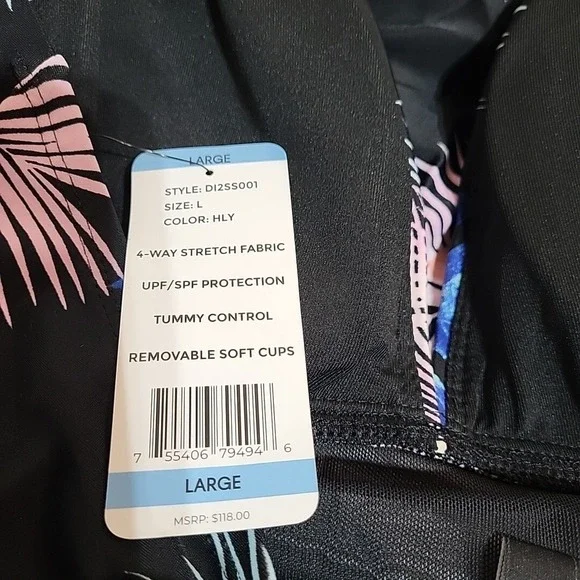 LARGE
STYLE: DI2SS001
SIZE: L
COLOR: HLY
4-WAY STRETCH FABRIC
UPF/SPF PROTECTION
TUMMY CONTROL
REMOVABLE SOFT CUPS
7 55406 79494 6
LARGE
MSRP: $118.00